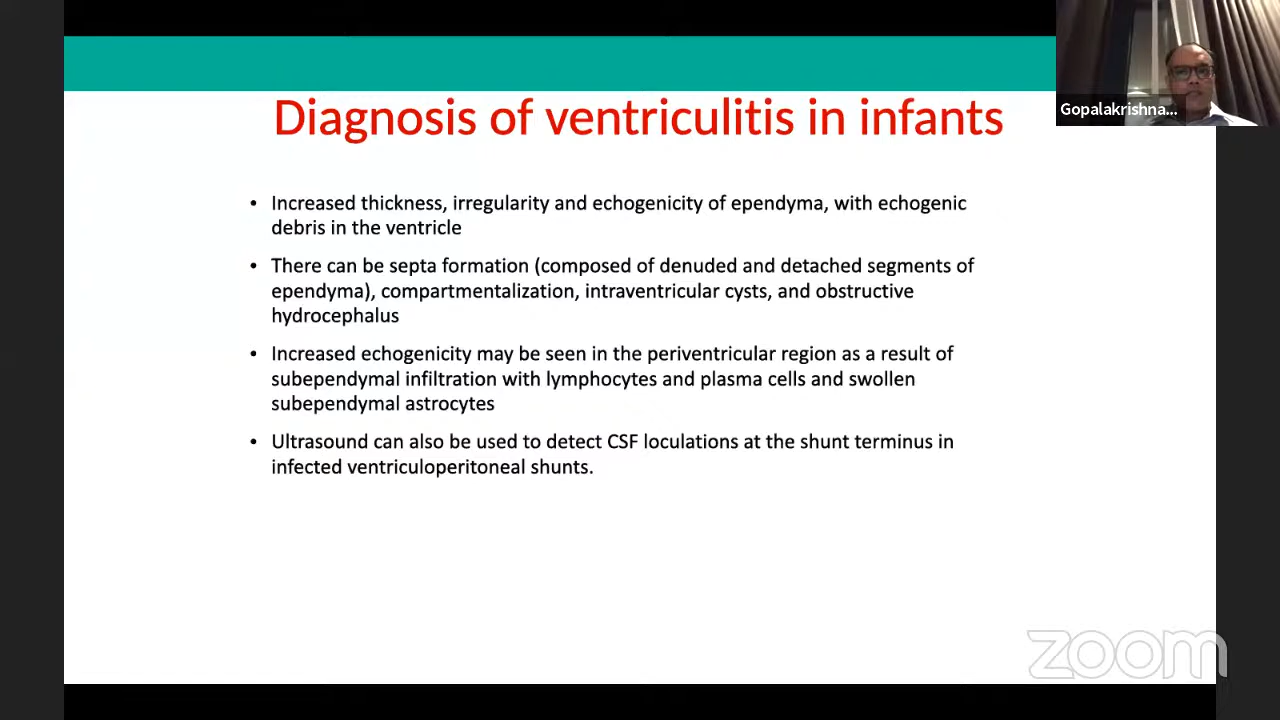 Diagnosis of ventriculitis in infants
Gopalakrishna...
• Increased thickness, irregularity and echogenicity of ependyma, with echogenic
debris in the ventricle
• There can be septa formation (composed of denuded and detached segments of
ependyma), compartmentalization, intraventricular cysts, and obstructive
hydrocephalus
• Increased echogenicity may be seen in the periventricular region as a result of
subependymal infiltration with lymphocytes and plasma cells and swollen
subependymal astrocytes
• Ultrasound can also be used to detect CSF loculations at the shunt terminus in
infected ventriculoperitoneal shunts.
zoom